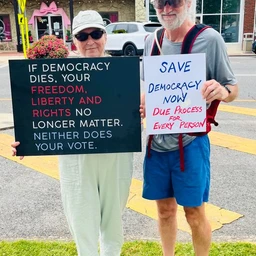 IF DEMOCRACY
DIES, YOUR
FREEDOM,
LIBERTY AND
RIGHTS NO
LONGER MATTER.
NEITHER DOES
YOUR VOTE.
SAVE
DEMOCRACY
NOW
DUE PROCESS
FOR
EVERY PERSON